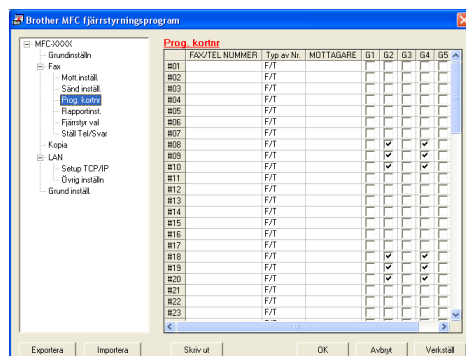 Brother MFC fjärrstyrningsprogram
MFC-XXXX
Grundinställn
Fax
Mott.inställ.
Sänd inställ.
Prog. kortnr.
Rapportinst.
Fjärrstyr val
Ställ Tel/Svar
Kopia
LAN
Setup TCP/IP
Övrig inställn
Grund inställ.
Prog. kortnr
FAX/TEL NUMMER Typ av Nr. MOTTAGARE G1 G2 G3 G4 G5
#01 F/T
#02 F/T
#03 F/T
#04 F/T
#05 F/T
#06 F/T
#07 F/T
#08 F/T
#09 F/T
#10 F/T
#11 F/T
#12 F/T
#13 F/T
#14 F/T
#15 F/T
#16 F/T
#17 F/T
#18 F/T
#19 F/T
#20 F/T
#21 F/T
#22 F/T
#23 F/T
Exportera Importera Skriv ut OK Avbryt Verkställ